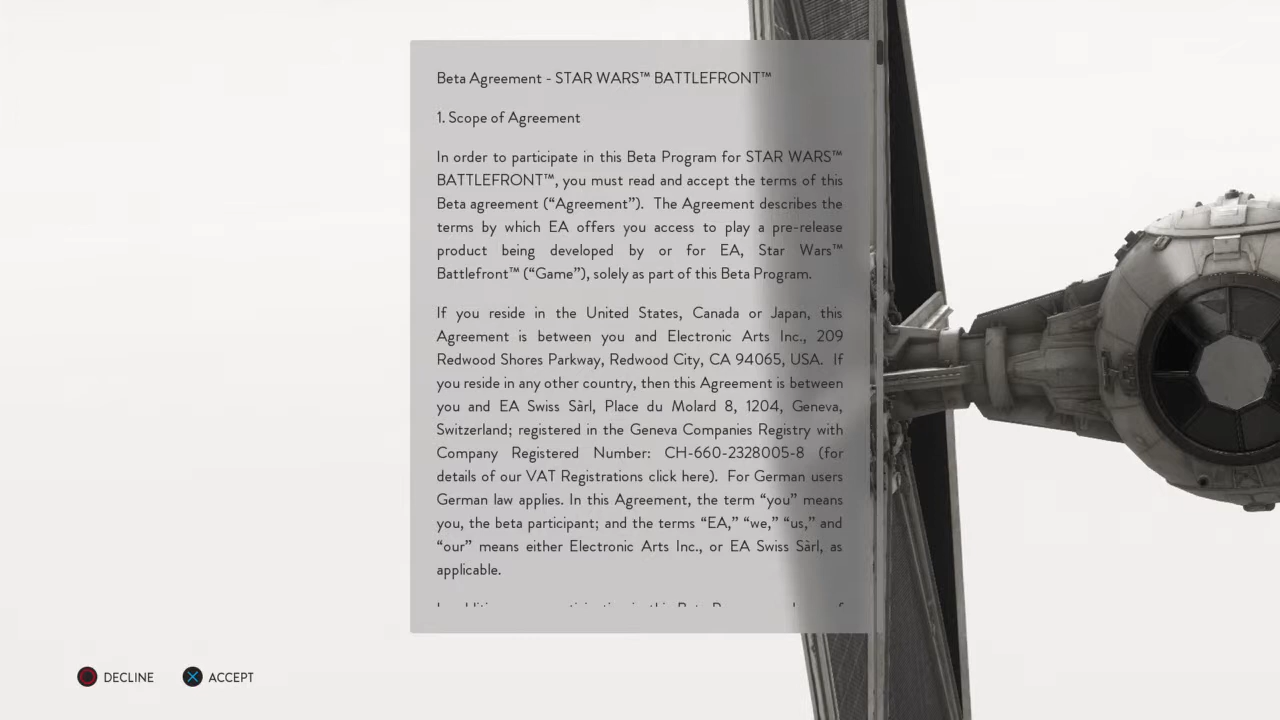 Beta Agreement - STAR WARS™ BATTLEFRONT™
1. Scope of Agreement
In order to participate in this Beta Program for STAR WARS™
BATTLEFRONT™, you must read and accept the terms of this
Beta agreement (“Agreement”).  The Agreement describes the
terms by which EA offers you access to play a pre-release
product being developed by or for EA, Star Wars™
Battlefront™ (“Game”), solely as part of this Beta Program.
If you reside in the United States, Canada or Japan, this
Agreement is between you and Electronic Arts Inc., 209
Redwood Shores Parkway, Redwood City, CA 94065, USA.  If
you reside in any other country, then this Agreement is between
you and EA Swiss Sàrl, Place du Molard 8, 1204, Geneva,
Switzerland; registered in the Geneva Companies Registry with
Company Registered Number: CH-660-2328005-8 (for
details of our VAT Registrations click here).  For German users
German law applies. In this Agreement, the term “you” means
you, the beta participant; and the terms “EA,” “we,” “us,” and
“our” means either Electronic Arts Inc., or EA Swiss Sàrl, as
applicable.
DECLINE
ACCEPT